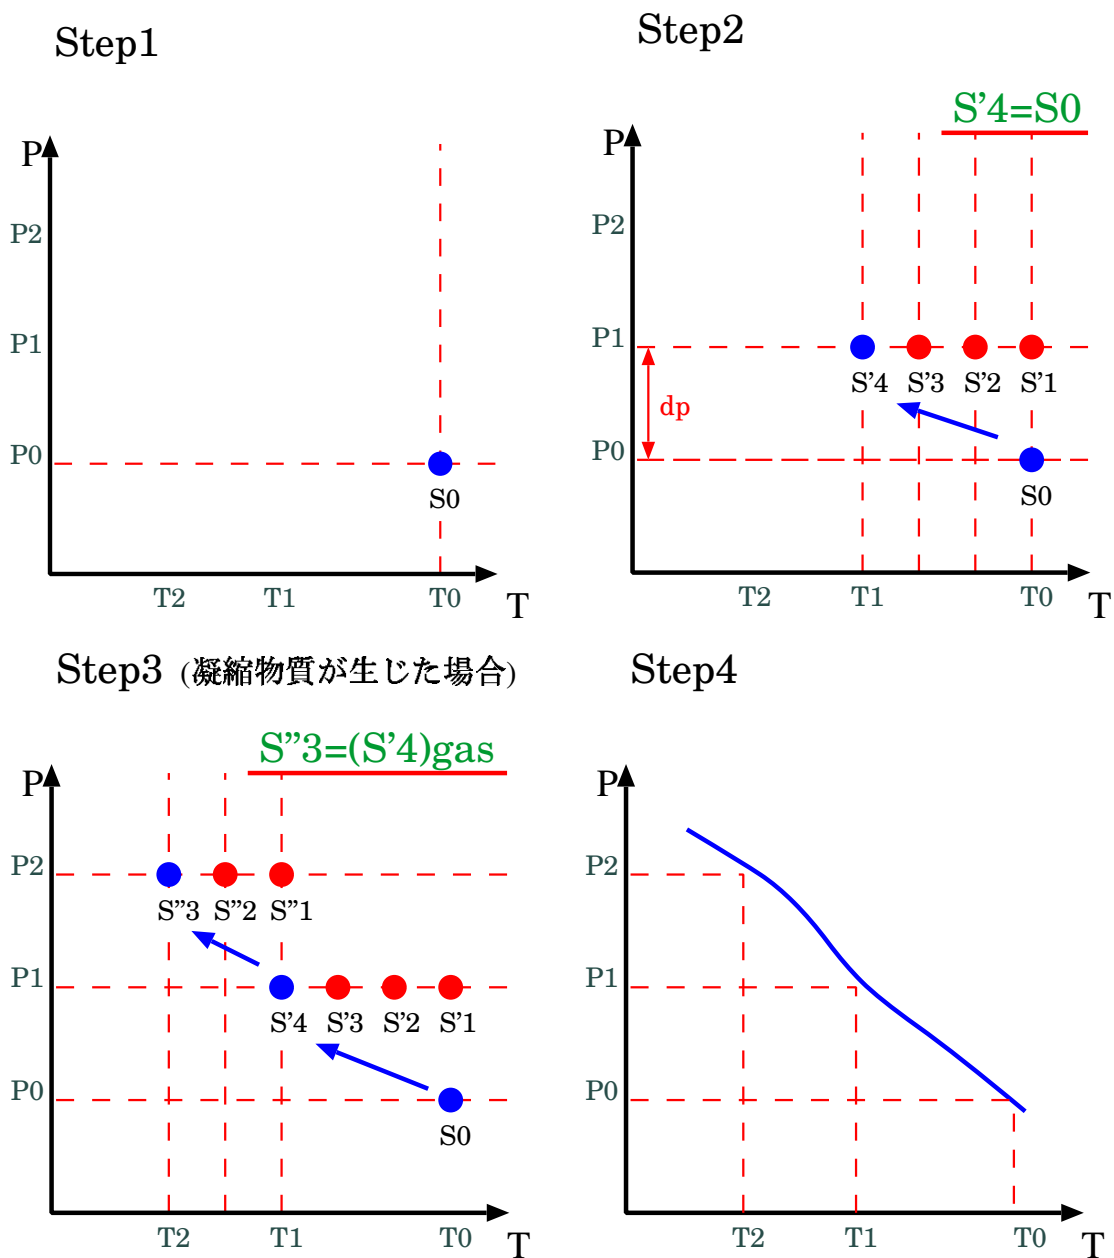 Step1
P
P2
P1
P0
S0
T2 T1 T0
T
Step2
S’4=S0
P
P2
P1
S’4 S’3 S’2 S’1
dp
P0
S0
T2 T1 T0
T
Step3 (凝縮物質が生じた場合)
S”3=(S’4)gas
P
P2
S”3 S”2 S”1
P1
S’4 S’3 S’2 S’1
P0
S0
T2 T1 T0
T
Step4
P
P2
P1
P0
T2 T1 T0
T